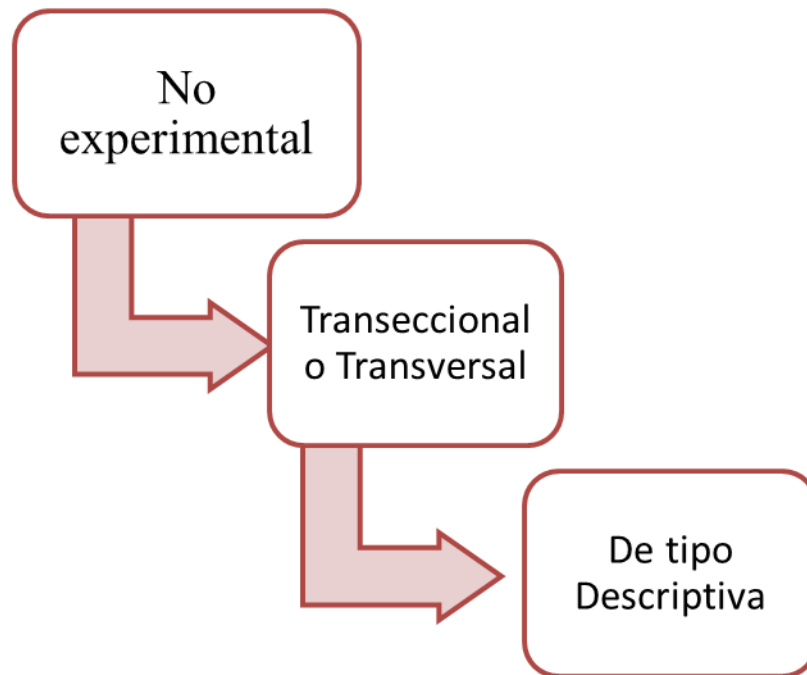 No
experimental
Transeccional
o Transversal
De tipo
Descriptiva